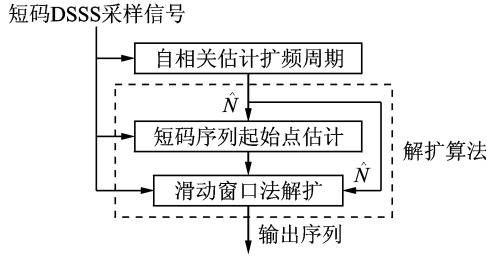 短码DSSS采样信号
自相关估计扩频周期
N̂
短码序列起始点估计
解扩算法
N̂
滑动窗口法解扩
输出序列